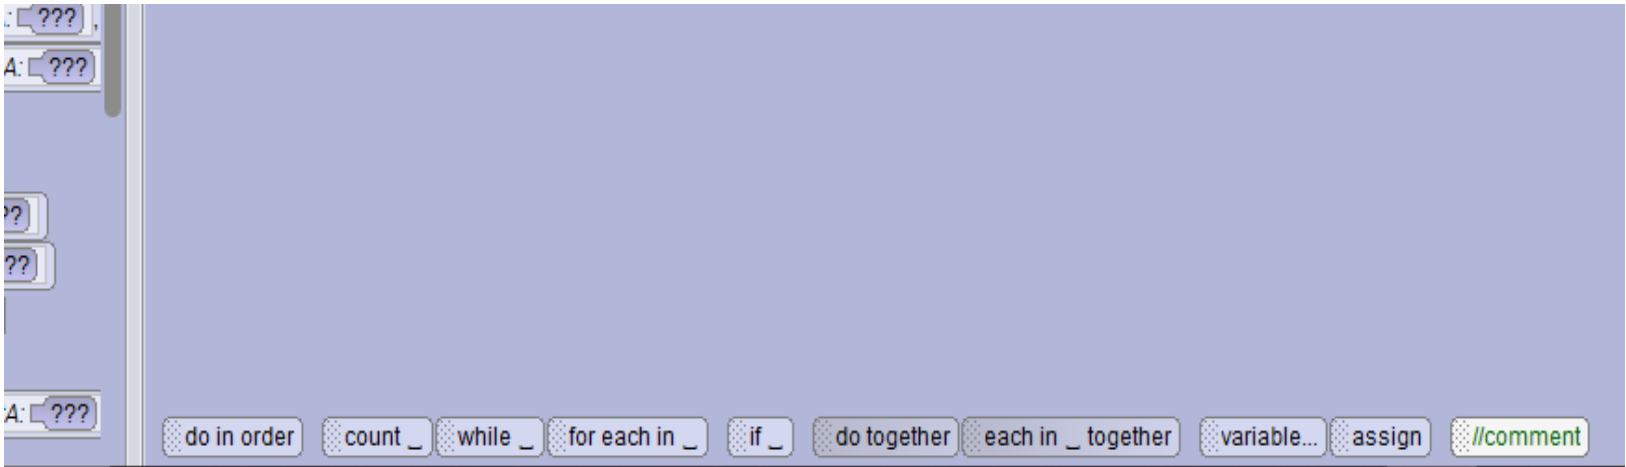 A: ??? ,
A: ???
??
??
A: ???
do in order count _ while _ for each in _ if _ do together each in _ together variable... assign //comment